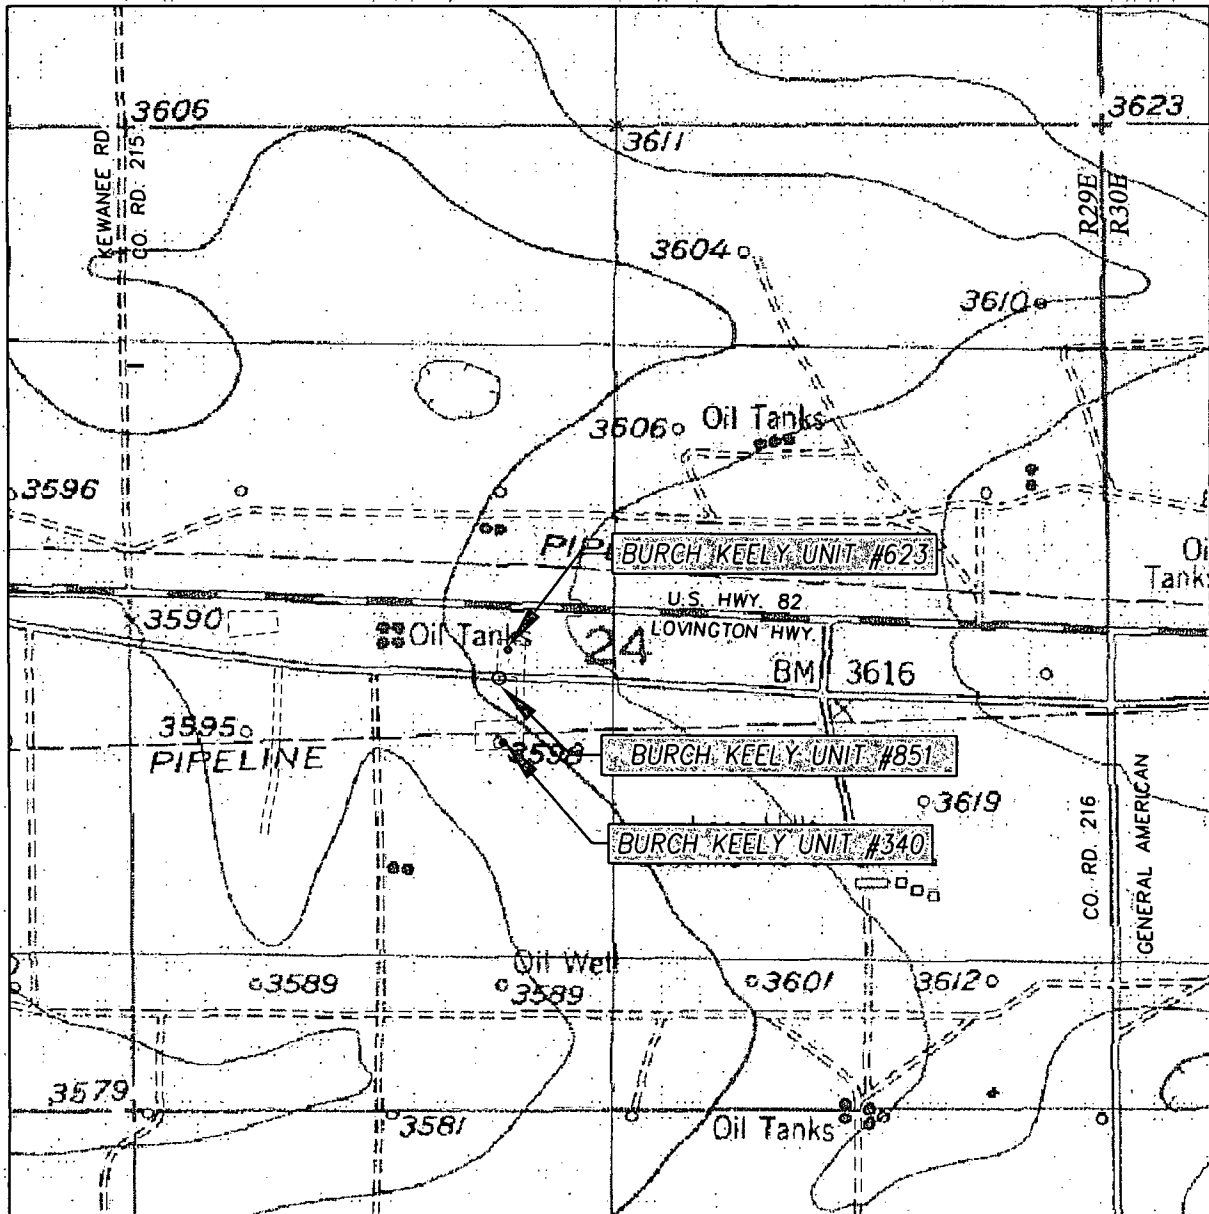 3606
3623
KEWANEE RD
CO. RD. 215
3611
R29E
R30E
3604
3610
3606
Oil Tanks
3596
BURCH KEELY UNIT #623
Tanks
U.S. HWY. 82
LOVINGTON HWY.
3590
Oil Tanks
24
BM 3616
3595
PIPELINE
3598
BURCH KEELY UNIT #851
3619
BURCH KEELY UNIT #340
CO. RD. 216
GENERAL AMERICAN
Oil Well
3589
3589
3601
3612
3579
3581
Oil Tanks